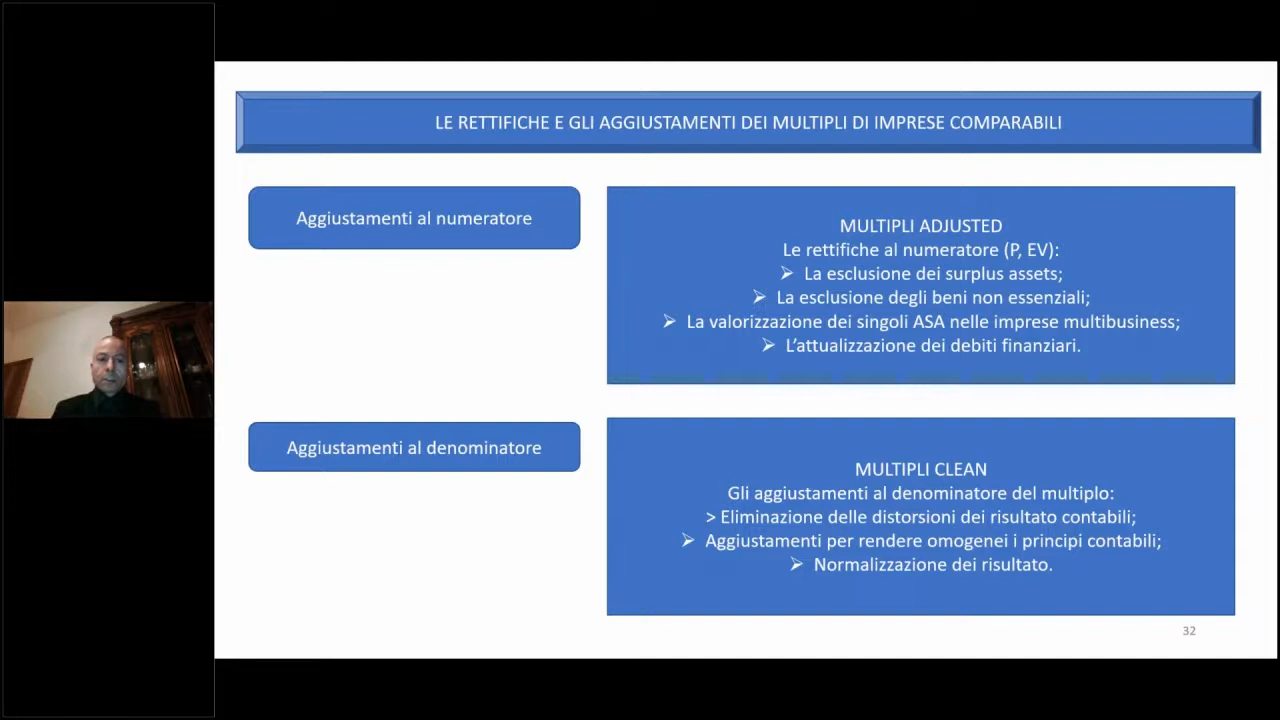 LE RETTIFICHE E GLI AGGIUSTAMENTI DEI MULTIPLI DI IMPRESE COMPARABILI
Aggiustamenti al numeratore
MULTIPLI ADJUSTED
Le rettifiche al numeratore (P, EV):
➢ La esclusione dei surplus assets;
➢ La esclusione degli beni non essenziali;
➢ La valorizzazione dei singoli ASA nelle imprese multibusiness;
➢ L’attualizzazione dei debiti finanziari.
Aggiustamenti al denominatore
MULTIPLI CLEAN
Gli aggiustamenti al denominatore del multiplo:
> Eliminazione delle distorsioni dei risultato contabili;
➢ Aggiustamenti per rendere omogenei i principi contabili;
➢ Normalizzazione dei risultato.
32